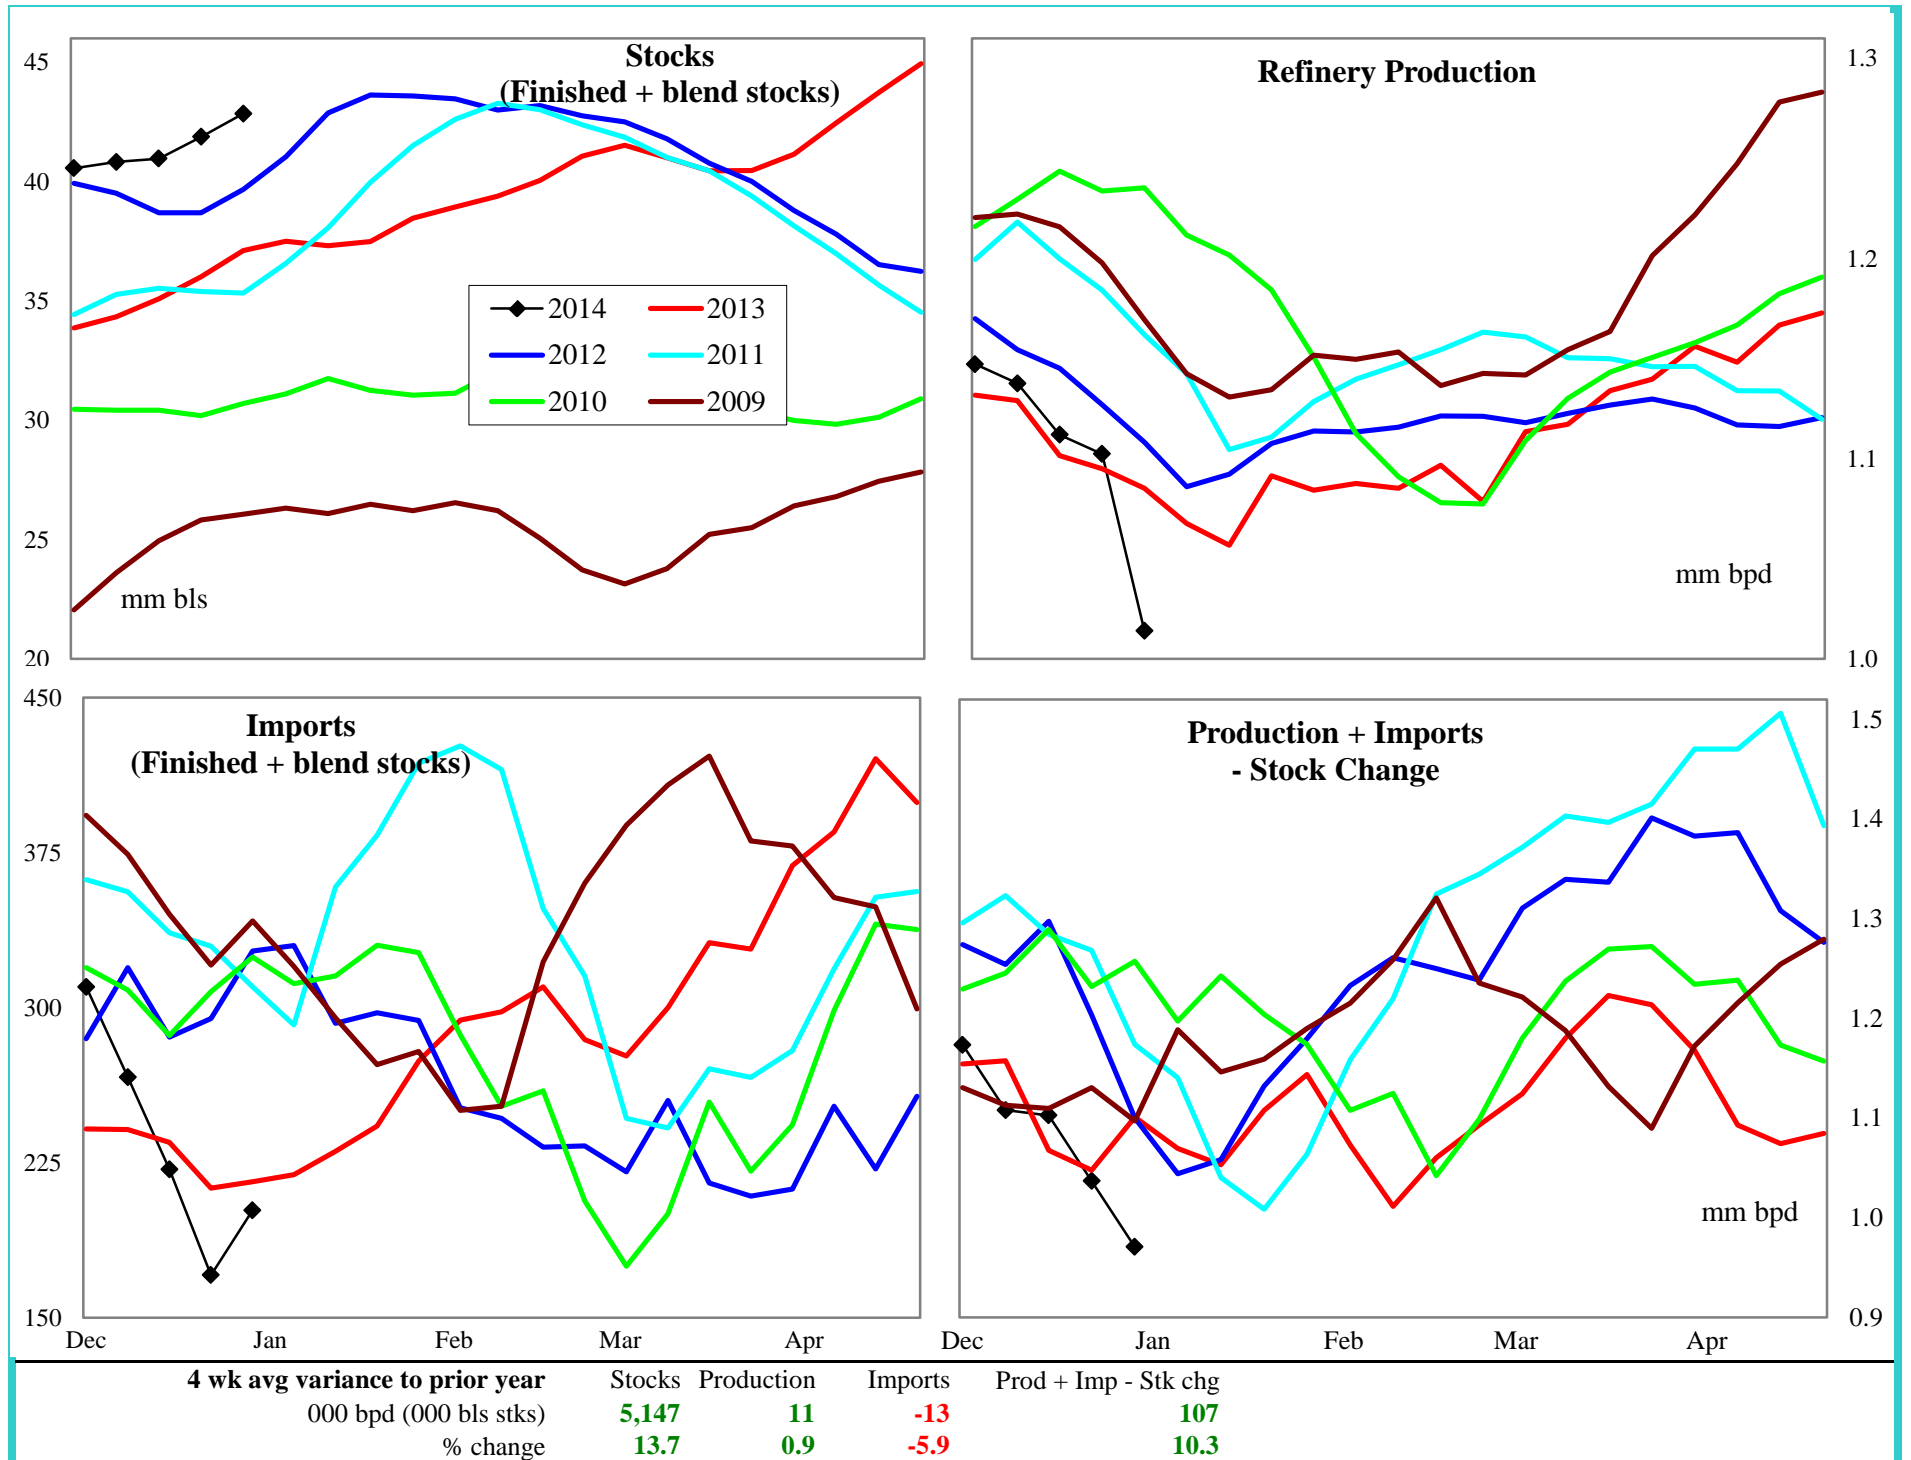 Stocks
(Finished + blend stocks)
45
40
35
30
25
20
2014 2013
2012 2011
2010 2009
mm bls
Refinery Production
1.3
1.2
1.1
1.0
mm bpd
Imports
(Finished + blend stocks)
450
375
300
225
150
Dec Jan Feb Mar Apr
Production + Imports
- Stock Change
1.5
1.4
1.3
1.2
1.1
1.0
0.9
mm bpd
Dec Jan Feb Mar Apr
4 wk avg variance to prior year Stocks Production Imports Prod + Imp - Stk chg
000 bpd (000 bls stks) 5,147 11 -13 107
% change 13.7 0.9 -5.9 10.3